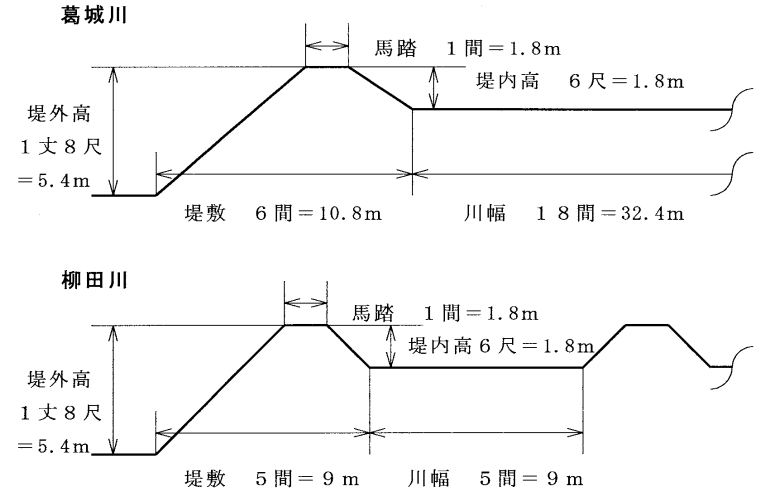 葛城川
馬踏 1間=1.8m
堤内高 6尺=1.8m
堤外高
1丈8尺
=5.4m
堤敷 6間=10.8m
川幅 18間=32.4m
柳田川
馬踏 1間=1.8m
堤内高6尺=1.8m
堤外高
1丈8尺
=5.4m
堤敷 5間=9m
川幅 5間=9m